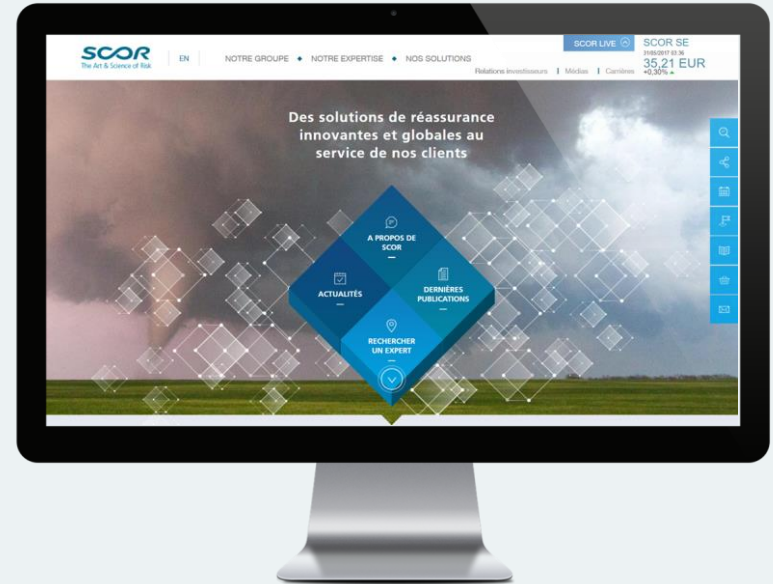 SCOR
The Art & Science of Risk
EN
NOTRE GROUPE ◆ NOTRE EXPERTISE ◆ NOS SOLUTIONS
SCOR LIVE
SCOR SE
35,21 EUR
+0,30%
Relations investisseurs | Médias | Carrières
Des solutions de réassurance
innovantes et globales au
service de nos clients
A PROPOS DE
SCOR
ACTUALITÉS
DERNIÈRES
PUBLICATIONS
RECHERCHER
UN EXPERT